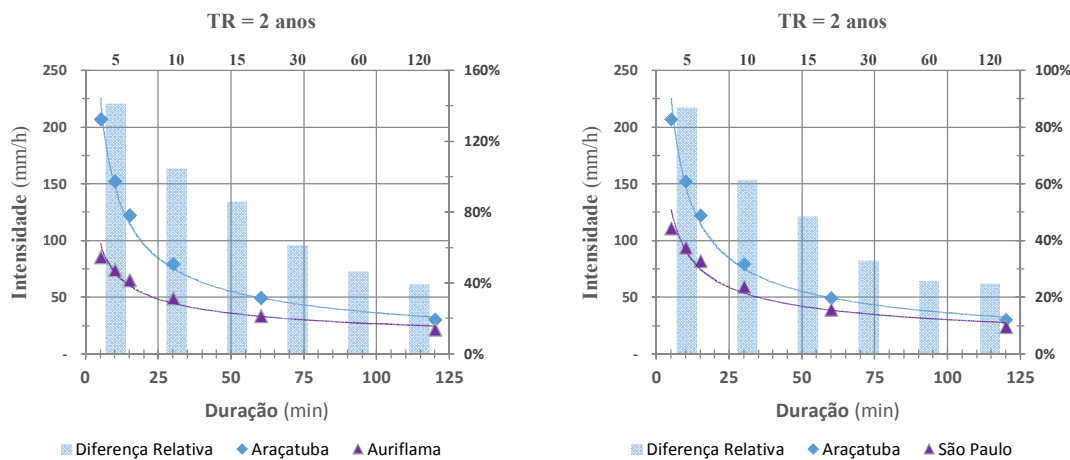 TR = 2 anos
5 10 15 30 60 120
250 160%
200 120%
150
100 80%
50 40%
- 0%
0 25 50 75 100 125
Intensidade (mm/h)
Duração (min)
Diferença Relativa Araçatuba Auriflama
TR = 2 anos
5 10 15 30 60 120
250 100%
200 80%
150 60%
100 40%
50 20%
- 0%
0 25 50 75 100 125
Intensidade (mm/h)
Duração (min)
Diferença Relativa Araçatuba São Paulo